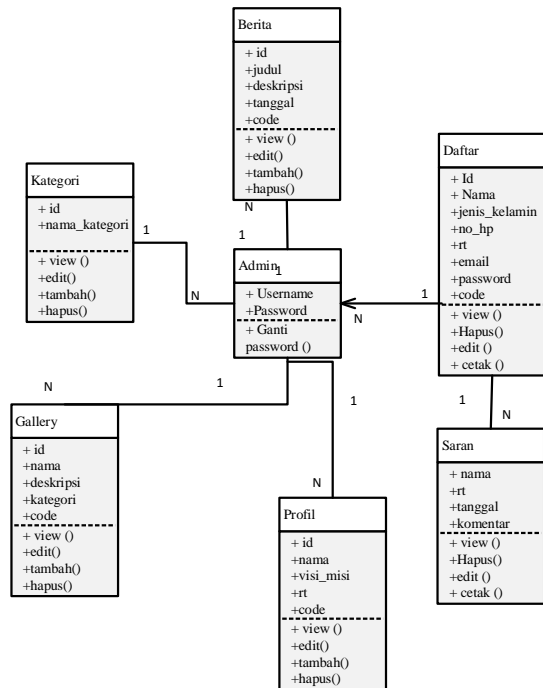 Berita
+ id
+judul
+deskripsi
+tanggal
+code
+ view ()
+edit()
+tambah()
+hapus()
N
1
Kategori
+ id
+nama_kategori
+ view ()
+edit()
+tambah()
+hapus()
1
N
Admin
1
+ Username
+Password
+ Ganti
password ()
Daftar
+ Id
+ Nama
+jenis_kelamin
+no_hp
+rt
+email
+password
+code
+ view ()
+Hapus()
+edit ()
+ cetak ()
1
N
1
N
Saran
+ nama
+rt
+tanggal
+komentar
+ view ()
+Hapus()
+edit ()
+ cetak ()
1
N
Gallery
+ id
+nama
+deskripsi
+kategori
+code
+ view ()
+edit()
+tambah()
+hapus()
1
N
Profil
+ id
+nama
+visi_misi
+rt
+code
+ view ()
+edit()
+tambah()
+hapus()